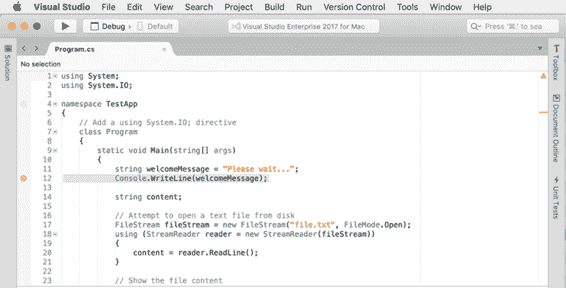 Visual Studio File Edit View Search Project Build Run Version Control Tools Window Help
Debug › Default
Visual Studio Enterprise 2017 for Mac
Press '⌘.' to sea
Program.cs
No selection
Solution
Toolbox
Document Outline
Unit Tests
1 using System;
2 using System.IO;
3
4 namespace TestApp
5 {
6 // Add a using System.IO; directive
7 class Program
8 {
9 static void Main(string[] args)
10 {
11 string welcomeMessage = "Please wait...";
12 Console.WriteLine(welcomeMessage);
13
14 string content;
15
16 // Attempt to open a text file from disk
17 FileStream fileStream = new FileStream("file.txt", FileMode.Open);
18 using (StreamReader reader = new StreamReader(fileStream))
19 {
20 content = reader.ReadLine();
21 }
22
23 // Show the file content